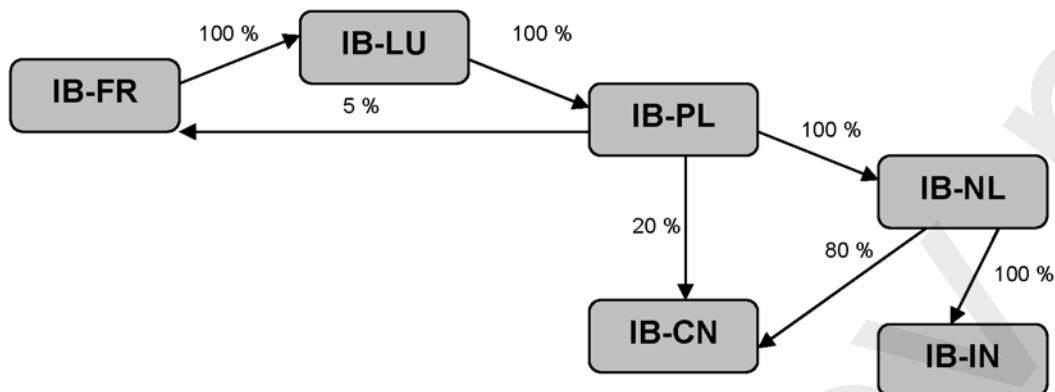 IB-FR
100 %
IB-LU
100 %
5 %
IB-PL
100 %
IB-NL
20 %
80 %
100 %
IB-CN
IB-IN